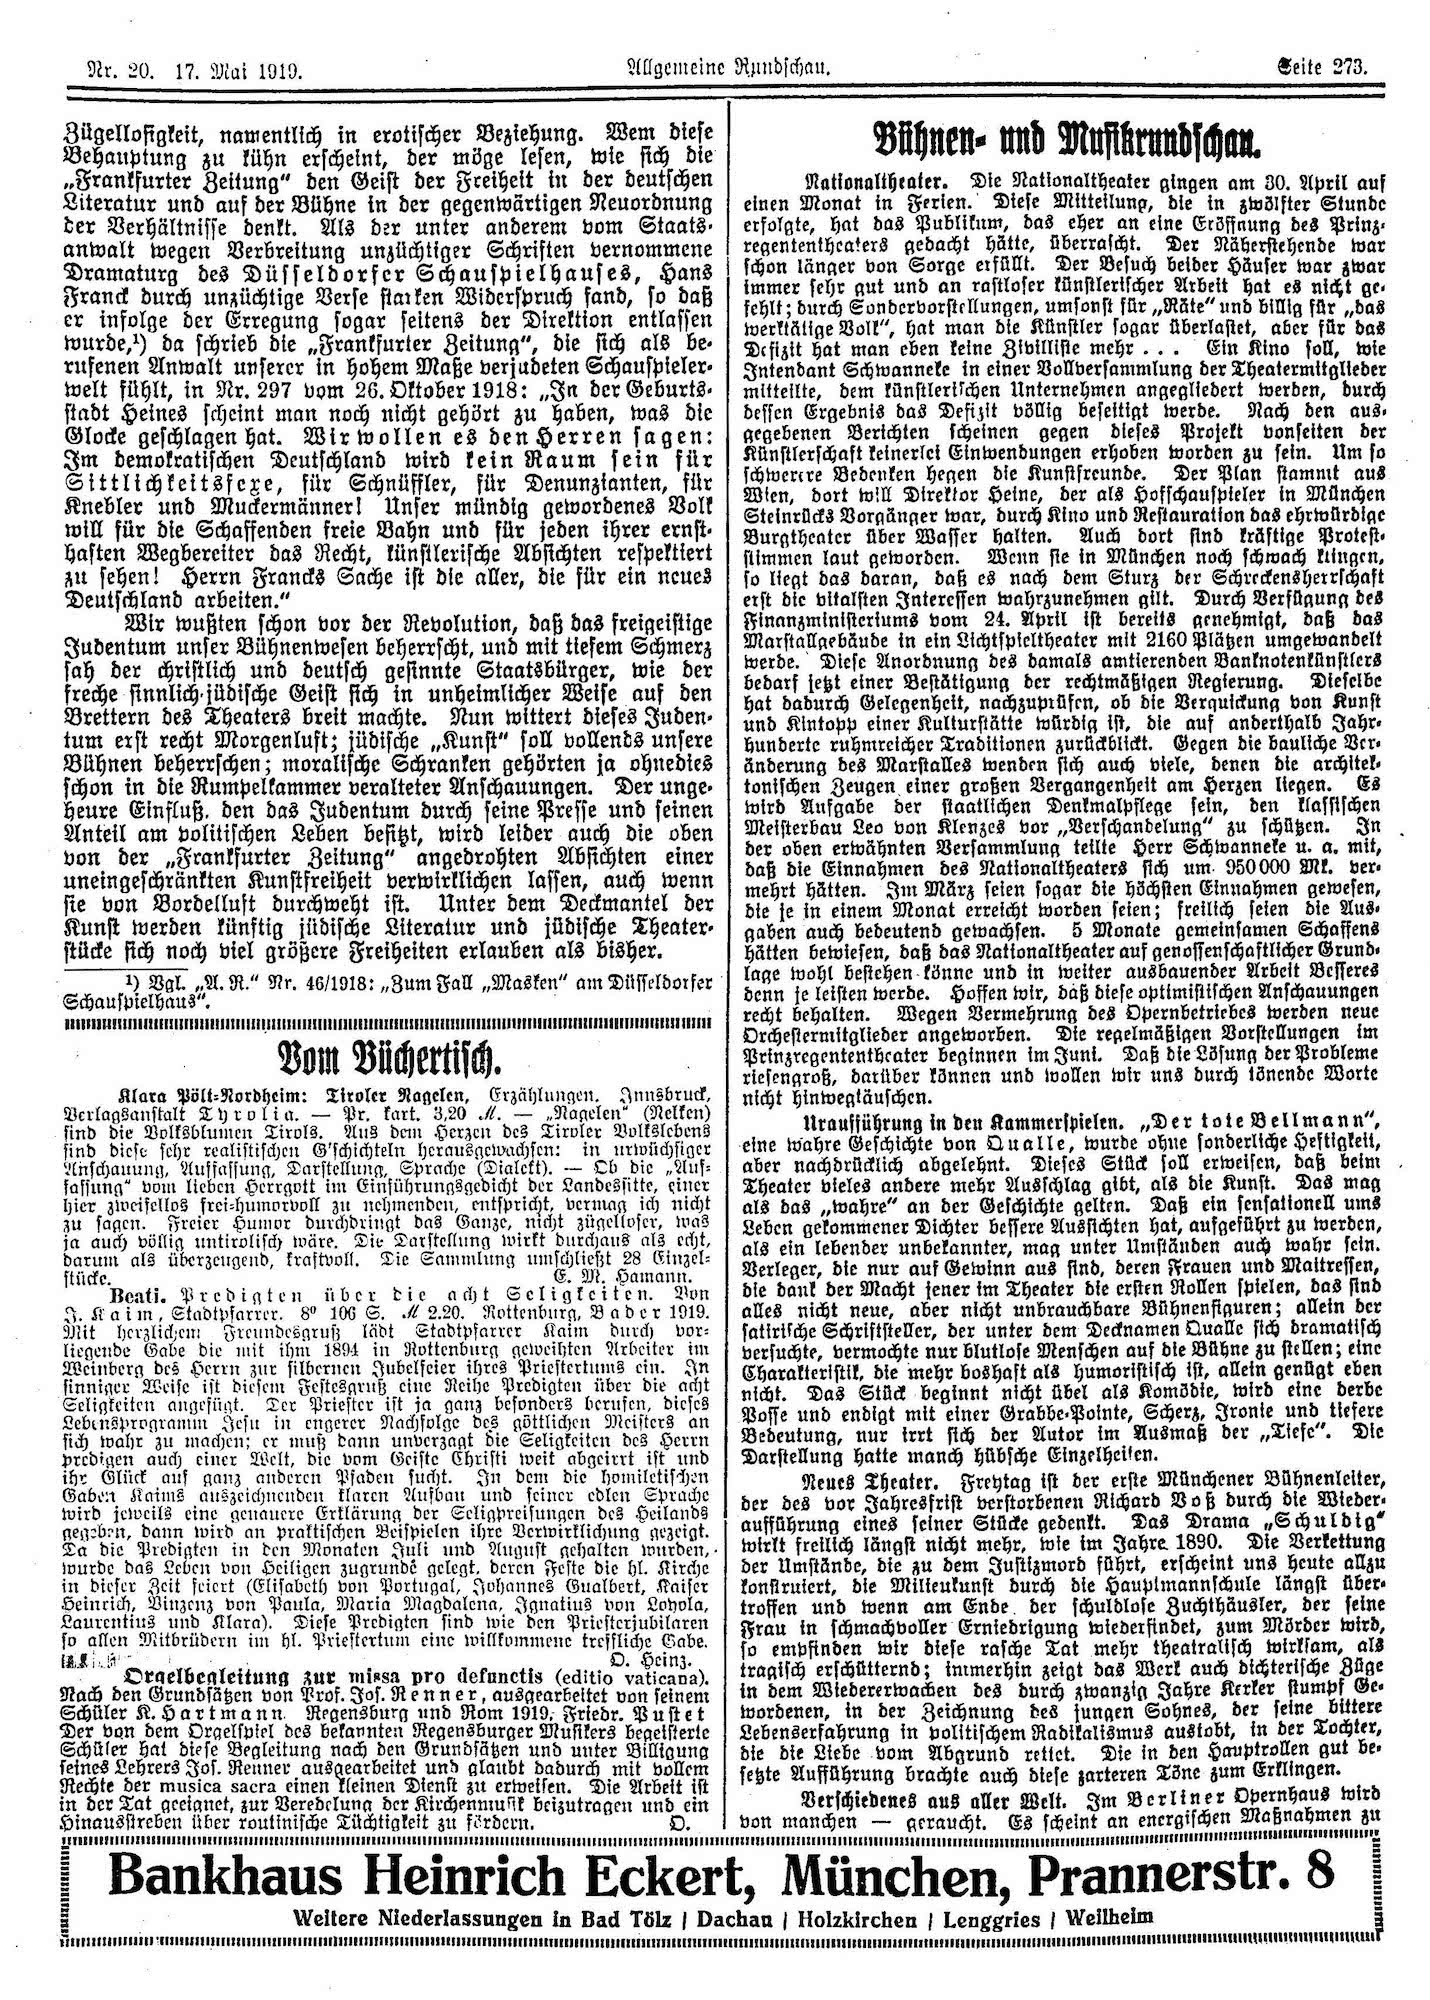 Nr. 20. 17. Mai 1919.
Allgemeine Rundschau.
Seite 273.
Zügellosigkeit, namentlich in erotischer Beziehung. Wem diese
Behauptung zu kühn erscheint, der möge lesen, wie sich die
„Frankfurter Zeitung“ den Geist der Freiheit in der deutschen
Literatur und auf der Bühne in der gegenwärtigen Neuordnung
der Verhältnisse denkt. Als der unter anderem vom Staats-
anwalt wegen Verbreitung unzüchtiger Schriften vernommene
Dramaturg des Düsseldorfer Schauspielhauses, Hans
Franck durch unzüchtige Verse starken Widerspruch fand, so daß
er infolge der Erregung sogar seitens der Direktion entlassen
wurde,¹) da schrieb die „Frankfurter Zeitung“, die sich als be-
rufenen Anwalt unserer in hohem Maße verjudeten Schauspieler-
welt fühlt, in Nr. 297 vom 26. Oktober 1918: „In der Geburts-
stadt Heines scheint man noch nicht gehört zu haben, was die
Glocke geschlagen hat. Wir wollen es den Herren sagen:
Im demokratischen Deutschland wird kein Raum sein für
Sittlichkeitsfexe, für Schnüffler, für Denunzianten, für
Knebler und Muckermänner! Unser mündig gewordenes Volk
will für die Schaffenden freie Bahn und für jeden ihrer ernst-
haften Wegbereiter das Recht, künstlerische Absichten respektiert
zu sehen! Herrn Francks Sache ist die aller, die für ein neues
Deutschland arbeiten.“
Wir wußten schon vor der Revolution, daß das freigeistige
Judentum unser Bühnenwesen beherrscht, und mit tiefem Schmerz
sah der christlich und deutsch gesinnte Staatsbürger, wie der
freche sinnlich-jüdische Geist sich in unheimlicher Weise auf den
Brettern des Theaters breit machte. Nun wittert dieses Juden-
tum erst recht Morgenluft; jüdische „Kunst“ soll vollends unsere
Bühnen beherrschen; moralische Schranken gehörten ja ohnedies
schon in die Rumpelkammer veralteter Anschauungen. Der unge-
heure Einfluß, den das Judentum durch seine Presse und seinen
Anteil am politischen Leben besitzt, wird leider auch die oben
von der „Frankfurter Zeitung“ angedrohten Absichten einer
uneingeschränkten Kunstfreiheit verwirklichen lassen, auch wenn
sie von Bordelluft durchweht ist. Unter dem Deckmantel der
Kunst werden künftig jüdische Literatur und jüdische Theater-
stücke sich noch viel größere Freiheiten erlauben als bisher.
¹) Vgl. „A. R.“ Nr. 46/1918: „Zum Fall „Masken“ am Düsseldorfer
Schauspielhaus“.
Vom Büchertisch.
Klara Pölt-Nordheim: Tiroler Nagelen, Erzählungen. Innsbruck,
Verlagsanstalt Tyrolia. — Pr. kart. 3,20 M. — „Nagelen“ (Nelken)
sind die Volksblumen Tirols. Aus dem Herzen des Tiroler Volkslebens
sind diese sehr realistischen G'schichteln herausgewachsen: in urwüchsiger
Anschauung, Auffassung, Darstellung, Sprache (Dialekt). — Ob die „Auf-
fassung“ vom lieben Herrgott im Einführungsgedicht der Landessitte, einer
hier zweifellos frei-humorvoll zu nehmenden, entspricht, vermag ich nicht
zu sagen. Freier Humor durchdringt das Ganze, nicht zügelloser, was
ja auch völlig untirolisch wäre. Die Darstellung wirkt durchaus als echt,
darum als überzeugend, kraftvoll. Die Sammlung umschließt 28 Einzel-
stücke. E. M. Hamann.
Beati. Predigten über die acht Seligkeiten. Von
J. Kaim, Stadtpfarrer. 8° 106 S. M 2.20. Rottenburg, Bader 1919.
Mit herzlichem Freundesgruß lädt Stadtpfarrer Kaim durch vor-
liegende Gabe die mit ihm 1894 in Rottenburg geweihten Arbeiter im
Weinberg des Herrn zur silbernen Jubelfeier ihres Priestertums ein. In
sinniger Weise ist diesem Festesgruß eine Reihe Predigten über die acht
Seligkeiten angefügt. Der Priester ist ja ganz besonders berufen, dieses
Lebensprogramm Jesu in engerer Nachfolge des göttlichen Meisters an
sich wahr zu machen; er muß dann unverzagt die Seligkeiten des Herrn
predigen auch einer Welt, die vom Geiste Christi weit abgeirrt ist und
ihr Glück auf ganz anderen Pfaden sucht. In dem die homiletischen
Gaben Kaims auszeichnenden klaren Aufbau und seiner edlen Sprache
wird jeweils eine genauere Erklärung der Seligpreisungen des Heilands
gegeben, dann wird an praktischen Beispielen ihre Verwirklichung gezeigt.
Da die Predigten in den Monaten Juli und August gehalten wurden,
wurde das Leben von Heiligen zugrunde gelegt, deren Feste die hl. Kirche
in dieser Zeit feiert (Elisabeth von Portugal, Johannes Gualbert, Kaiser
Heinrich, Vinzenz von Paula, Maria Magdalena, Ignatius von Loyola,
Laurentius und Klara). Diese Predigten sind wie den Priesterjubilaren
so allen Mitbrüdern im hl. Priestertum eine willkommene treffliche Gabe.
O. Heinz.
Orgelbegleitung zur missa pro defunctis (editio vaticana).
Nach den Grundsätzen von Prof. Jos. Renner, ausgearbeitet von seinem
Schüler K. Hartmann. Regensburg und Rom 1919, Friedr. Pustet
Der von dem Orgelspiel des bekannten Regensburger Musikers begeisterte
Schüler hat diese Begleitung nach den Grundsätzen und unter Billigung
seines Lehrers Jos. Renner ausgearbeitet und glaubt dadurch mit vollem
Rechte der musica sacra einen kleinen Dienst zu erweisen. Die Arbeit ist
in der Tat geeignet, zur Veredelung der Kirchenmusik beizutragen und ein
Hinausstreben über routinische Tüchtigkeit zu fördern. O.
Bühnen- und Musikrundschau.
Nationaltheater. Die Nationaltheater gingen am 30. April auf
einen Monat in Ferien. Diese Mitteilung, die in zwölfter Stunde
erfolgte, hat das Publikum, das eher an eine Eröffnung des Prinz-
regententheaters gedacht hätte, überrascht. Der Näherstehende war
schon länger von Sorge erfüllt. Der Besuch beider Häuser war zwar
immer sehr gut und an rastloser künstlerischer Arbeit hat es nicht ge-
fehlt; durch Sondervorstellungen, umsonst für „Räte“ und billig für „das
werktätige Volk“, hat man die Künstler sogar überlastet, aber für das
Defizit hat man eben keine Zivilliste mehr . . . Ein Kino soll, wie
Intendant Schwanneke in einer Vollversammlung der Theatermitglieder
mitteilte, dem künstlerischen Unternehmen angegliedert werden, durch
dessen Ergebnis das Defizit völlig beseitigt werde. Nach den aus-
gegebenen Berichten scheinen gegen dieses Projekt vonseiten der
Künstlerschaft keinerlei Einwendungen erhoben worden zu sein. Um so
schwerere Bedenken hegen die Kunstfreunde. Der Plan stammt aus
Wien, dort will Direktor Heine, der als Hofschauspieler in München
Steinrücks Vorgänger war, durch Kino und Restauration das ehrwürdige
Burgtheater über Wasser halten. Auch dort sind kräftige Protest-
stimmen laut geworden. Wenn sie in München noch schwach klingen,
so liegt das daran, daß es nach dem Sturz der Schreckensherrschaft
erst die vitalsten Interessen wahrzunehmen gilt. Durch Verfügung des
Finanzministeriums vom 24. April ist bereits genehmigt, daß das
Marstallgebäude in ein Lichtspieltheater mit 2160 Plätzen umgewandelt
werde. Diese Anordnung des damals amtierenden Banknotenkünstlers
bedarf jetzt einer Bestätigung der rechtmäßigen Regierung. Dieselbe
hat dadurch Gelegenheit, nachzuprüfen, ob die Verquickung von Kunst
und Kintopp einer Kulturstätte würdig ist, die auf anderthalb Jahr-
hunderte ruhmreicher Traditionen zurückblickt. Gegen die bauliche Ver-
änderung des Marstalles wenden sich auch viele, denen die architek-
tonischen Zeugen einer großen Vergangenheit am Herzen liegen. Es
wird Aufgabe der staatlichen Denkmalpflege sein, den klassischen
Meisterbau Leo von Klenzes vor „Verschandelung“ zu schützen. In
der oben erwähnten Versammlung teilte Herr Schwanneke u. a. mit,
daß die Einnahmen des Nationaltheaters sich um 950000 Mk. ver-
mehrt hätten. Im März seien sogar die höchsten Einnahmen gewesen,
die je in einem Monat erreicht worden seien; freilich seien die Aus-
gaben auch bedeutend gewachsen. 5 Monate gemeinsamen Schaffens
hätten bewiesen, daß das Nationaltheater auf genossenschaftlicher Grund-
lage wohl bestehen könne und in weiter ausbauender Arbeit Besseres
denn je leisten werde. Hoffen wir, daß diese optimistischen Anschauungen
recht behalten. Wegen Vermehrung des Opernbetriebes werden neue
Orchestermitglieder angeworben. Die regelmäßigen Vorstellungen im
Prinzregententheater beginnen im Juni. Daß die Lösung der Probleme
riesengroß, darüber können und wollen wir uns durch tönende Worte
nicht hinwegtäuschen.
Uraufführung in den Kammerspielen. „Der tote Bellmann“,
eine wahre Geschichte von Qualle, wurde ohne sonderliche Heftigkeit,
aber nachdrücklich abgelehnt. Dieses Stück soll erweisen, daß beim
Theater vieles andere mehr Ausschlag gibt, als die Kunst. Das mag
als das „wahre“ an der Geschichte gelten. Daß ein sensationell ums
Leben gekommener Dichter bessere Aussichten hat, aufgeführt zu werden,
als ein lebender unbekannter, mag unter Umständen auch wahr sein.
Verleger, die nur auf Gewinn aus sind, deren Frauen und Maitressen,
die dank der Macht jener im Theater die ersten Rollen spielen, das sind
alles nicht neue, aber nicht unbrauchbare Bühnenfiguren; allein der
satirische Schriftsteller, der unter dem Decknamen Qualle sich dramatisch
versuchte, vermochte nur blutlose Menschen auf die Bühne zu stellen; eine
Charakteristik, die mehr boshaft als humoristisch ist, allein genügt eben
nicht. Das Stück beginnt nicht übel als Komödie, wird eine derbe
Posse und endigt mit einer Grabbe-Pointe, Scherz, Ironie und tiefere
Bedeutung, nur irrt sich der Autor im Ausmaß der „Tiefe“. Die
Darstellung hatte manch hübsche Einzelheiten.
Neues Theater. Freytag ist der erste Münchener Bühnenleiter,
der des vor Jahresfrist verstorbenen Richard Voß durch die Wieder-
aufführung eines seiner Stücke gedenkt. Das Drama „Schuldig“
wirkt freilich längst nicht mehr, wie im Jahre 1890. Die Verkettung
der Umstände, die zu dem Justizmord führt, erscheint uns heute allzu
konstruiert, die Milieukunst durch die Hauptmannschule längst über-
troffen und wenn am Ende der schuldlose Zuchthäusler, der seine
Frau in schmachvoller Erniedrigung wiederfindet, zum Mörder wird,
so empfinden wir diese rasche Tat mehr theatralisch wirksam, als
tragisch erschütternd; immerhin zeigt das Werk auch dichterische Züge
in dem Wiedererwachen des durch zwanzig Jahre Kerker stumpf Ge-
wordenen, in der Zeichnung des jungen Sohnes, der seine bittere
Lebenserfahrung in politischem Radikalismus austobt, in der Tochter,
die die Liebe vom Abgrund rettet. Die in den Hauptrollen gut be-
setzte Aufführung brachte auch diese zarteren Töne zum Erklingen.
Verschiedenes aus aller Welt. Im Berliner Opernhaus wird
von manchen — geraucht. Es scheint an energischen Maßnahmen zu
Bankhaus Heinrich Eckert, München, Prannerstr. 8
Weitere Niederlassungen in Bad Tölz / Dachau / Holzkirchen / Lenggries / Weilheim